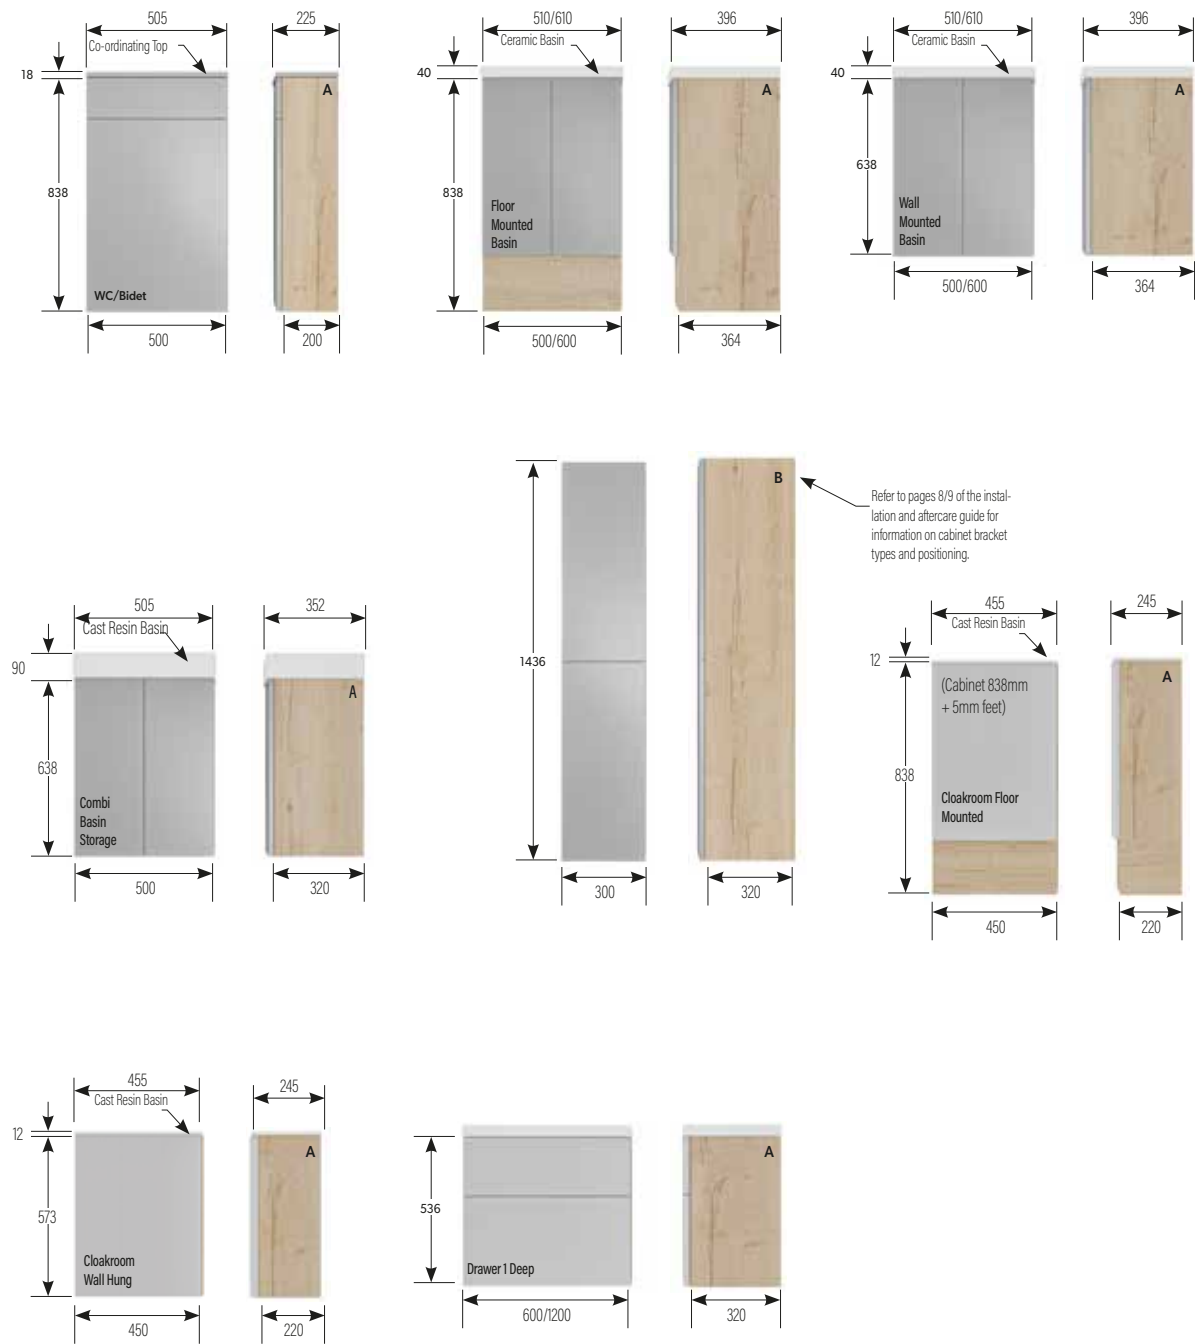 505
225
Co-ordinating Top
18
A
838
WC/Bidet
500
200
510/610
396
Ceramic Basin
40
A
838
Floor
Mounted
Basin
500/600
364
510/610
396
Ceramic Basin
40
A
638
Wall
Mounted
Basin
500/600
364
505
352
Cast Resin Basin
90
A
638
Combi
Basin
Storage
500
320
B
1436
300
320
Refer to pages 8/9 of the instal-
lation and aftercare guide for
information on cabinet bracket
types and positioning.
455
245
Cast Resin Basin
12
(Cabinet 838mm
+ 5mm feet)
A
838
Cloakroom Floor
Mounted
450
220
455
245
Cast Resin Basin
12
A
573
Cloakroom
Wall Hung
450
220
A
536
Drawer 1 Deep
600/1200
320